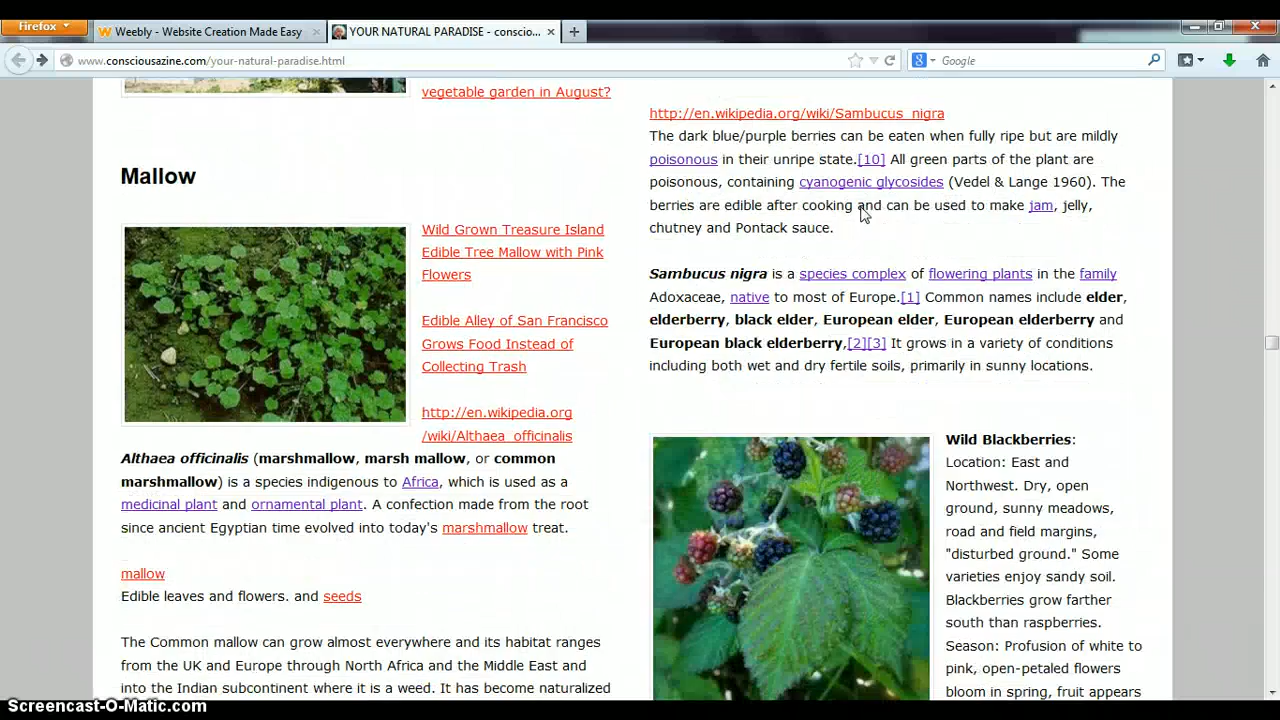 Firefox
Weebly - Website Creation Made Easy
YOUR NATURAL PARADISE - conscio...
www.consciousazine.com/your-natural-paradise.html
Google
vegetable garden in August?
Mallow
Wild Grown Treasure Island
Edible Tree Mallow with Pink
Flowers
Edible Alley of San Francisco
Grows Food Instead of
Collecting Trash
http://en.wikipedia.org
/wiki/Althaea_officinalis
Althaea officinalis (marshmallow, marsh mallow, or common
marshmallow) is a species indigenous to Africa, which is used as a
medicinal plant and ornamental plant. A confection made from the root
since ancient Egyptian time evolved into today's marshmallow treat.
mallow
Edible leaves and flowers. and seeds
The Common mallow can grow almost everywhere and its habitat ranges
from the UK and Europe through North Africa and the Middle East and
into the Indian subcontinent where it is a weed. It has become naturalized
http://en.wikipedia.org/wiki/Sambucus_nigra
The dark blue/purple berries can be eaten when fully ripe but are mildly
poisonous in their unripe state.[10] All green parts of the plant are
poisonous, containing cyanogenic glycosides (Vedel & Lange 1960). The
berries are edible after cooking and can be used to make jam, jelly,
chutney and Pontack sauce.
Sambucus nigra is a species complex of flowering plants in the family
Adoxaceae, native to most of Europe.[1] Common names include elder,
elderberry, black elder, European elder, European elderberry and
European black elderberry,[2][3] It grows in a variety of conditions
including both wet and dry fertile soils, primarily in sunny locations.
Wild Blackberries:
Location: East and
Northwest. Dry, open
ground, sunny meadows,
road and field margins,
"disturbed ground." Some
varieties enjoy sandy soil.
Blackberries grow farther
south than raspberries.
Season: Profusion of white to
pink, open-petaled flowers
bloom in spring, fruit appears
Screencast-O-Matic.com